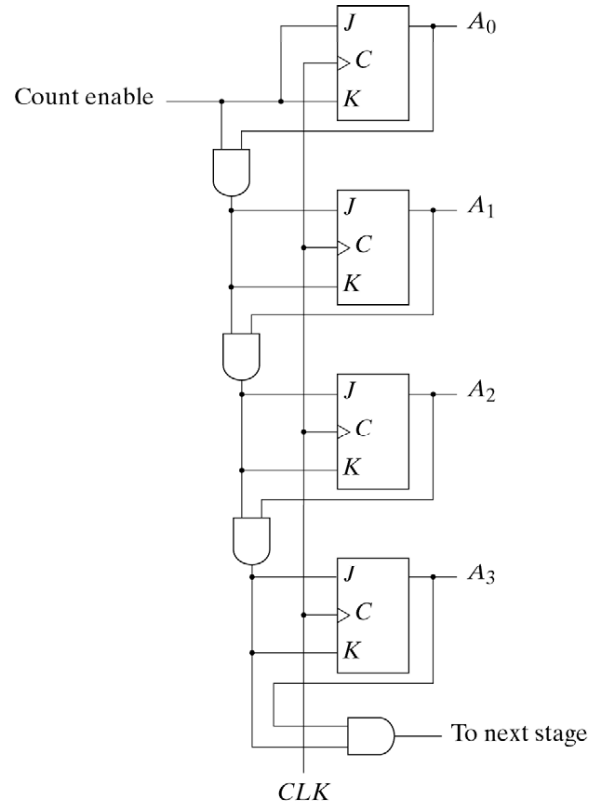 J A0
C
Count enable K
J A1
C
K
J A2
C
K
J A3
C
K
To next stage
CLK